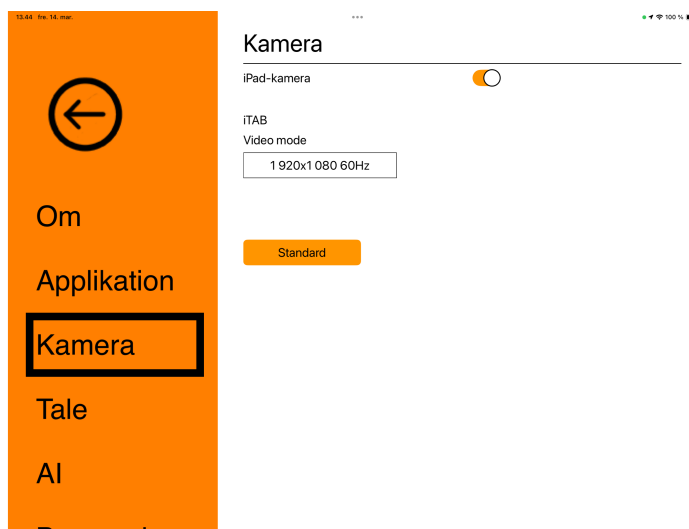 13.44 fre. 14. mar.
100 %
Kamera
iPad-kamera
iTAB
Video mode
1 920x1 080 60Hz
Standard
Om
Applikation
Kamera
Tale
AI